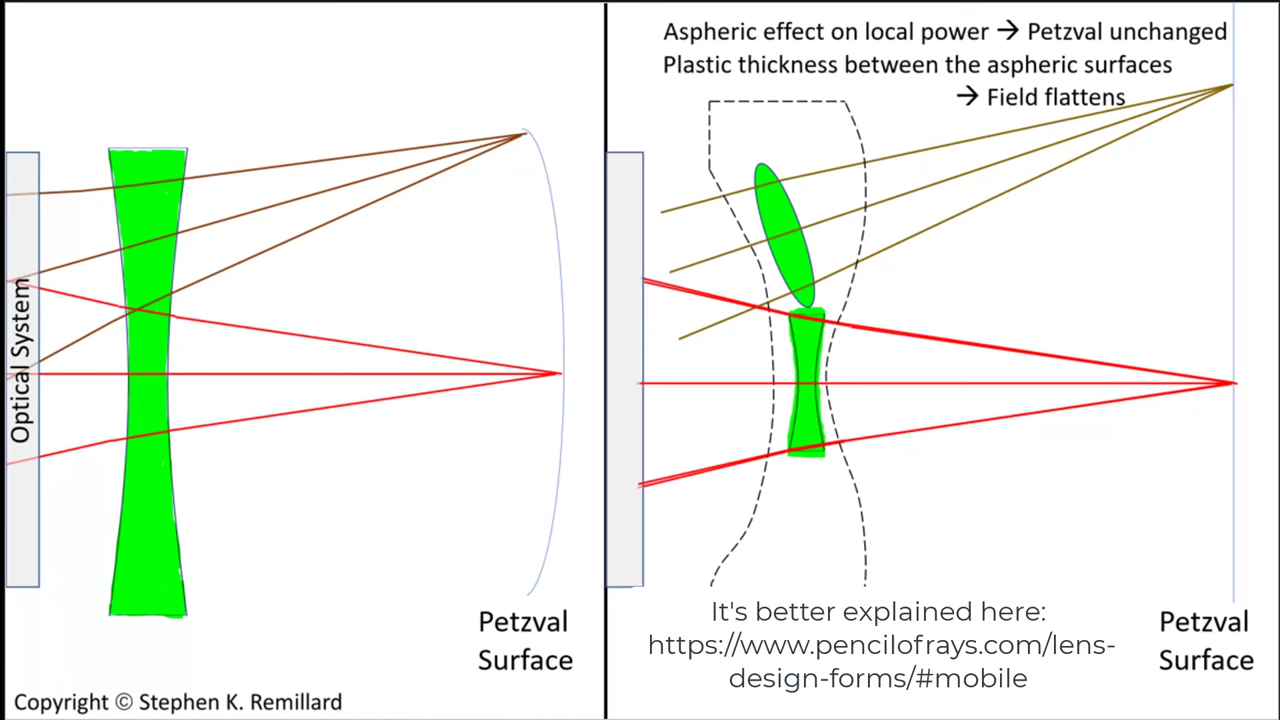 Optical System
Petzval
Surface
Copyright © Stephen K. Remillard
Aspheric effect on local power → Petzval unchanged
Plastic thickness between the aspheric surfaces
→ Field flattens
It's better explained here:
https://www.pencilofrays.com/lens-
design-forms/#mobile
Petzval
Surface